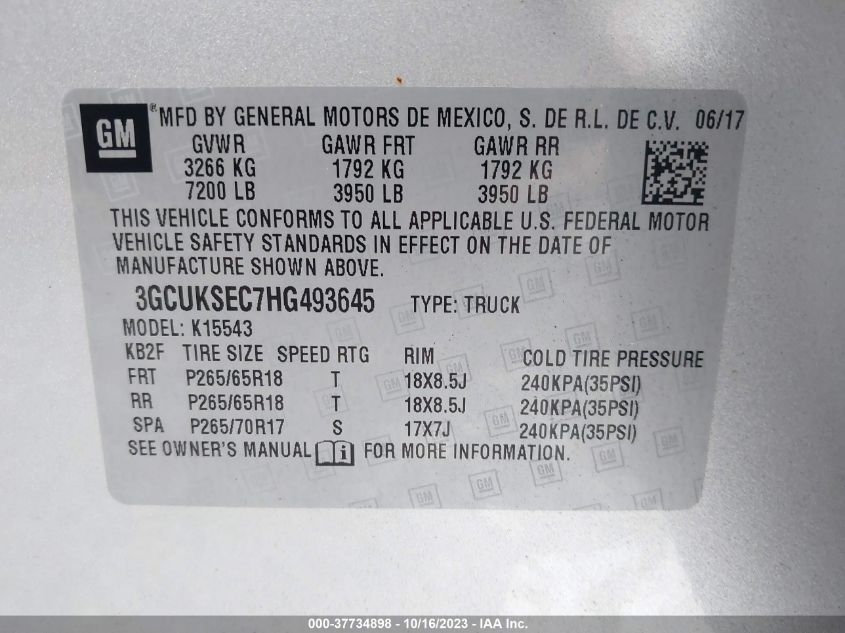 GM ® MFD BY GENERAL MOTORS DE MEXICO, S. DE R.L. DE C.V. 06/17
GVWR GAWR FRT GAWR RR
3266 KG 1792 KG 1792 KG
7200 LB 3950 LB 3950 LB
THIS VEHICLE CONFORMS TO ALL APPLICABLE U.S. FEDERAL MOTOR
VEHICLE SAFETY STANDARDS IN EFFECT ON THE DATE OF
MANUFACTURE SHOWN ABOVE.
3GCUKSEC7HG493645 TYPE: TRUCK
MODEL: K15543
KB2F TIRE SIZE SPEED RTG RIM COLD TIRE PRESSURE
FRT P265/65R18 T 18X8.5J 240KPA(35PSI)
RR P265/65R18 T 18X8.5J 240KPA(35PSI)
SPA P265/70R17 S 17X7J 240KPA(35PSI)
SEE OWNER'S MANUAL i FOR MORE INFORMATION.
000-37734898 - 10/16/2023 - IAA Inc.